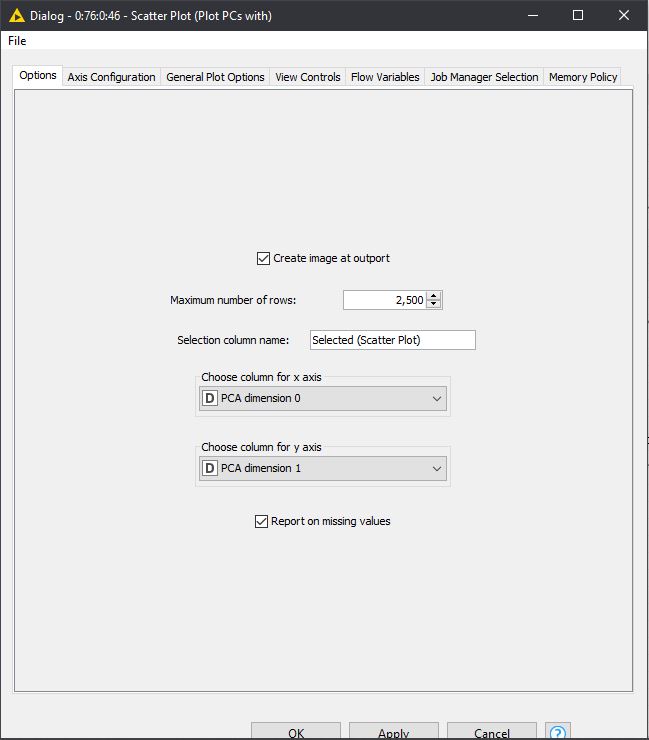 Dialog - 0:76:0:46 - Scatter Plot (Plot PCs with)
File
Options Axis Configuration General Plot Options View Controls Flow Variables Job Manager Selection Memory Policy
Create image at outport
Maximum number of rows: 2,500
Selection column name: Selected (Scatter Plot)
Choose column for x axis
D PCA dimension 0
Choose column for y axis
D PCA dimension 1
Report on missing values
OK Apply Cancel ?